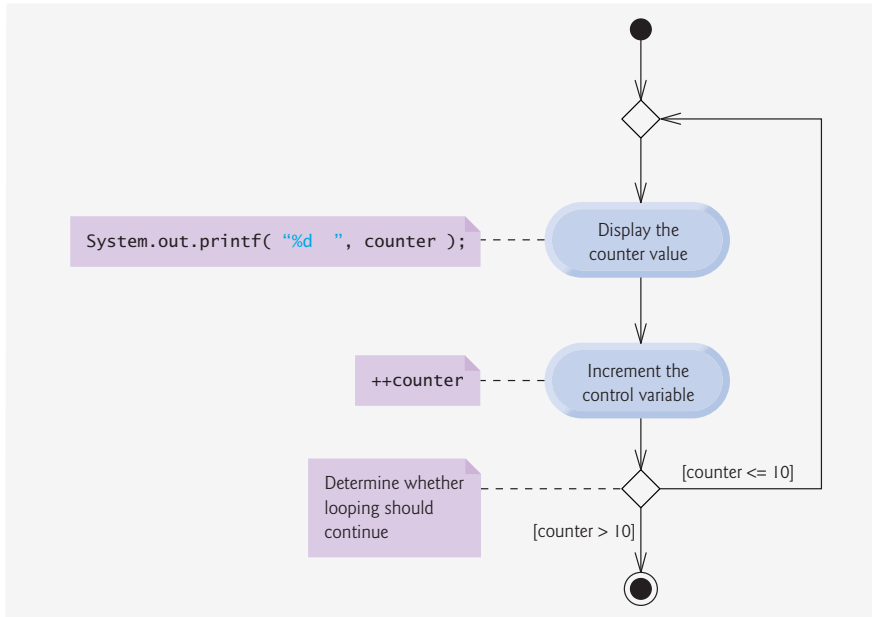 System.out.printf( “%d  ”, counter );
Display the
counter value
++counter
Increment the
control variable
Determine whether
looping should
continue
[counter <= 10]
[counter > 10]